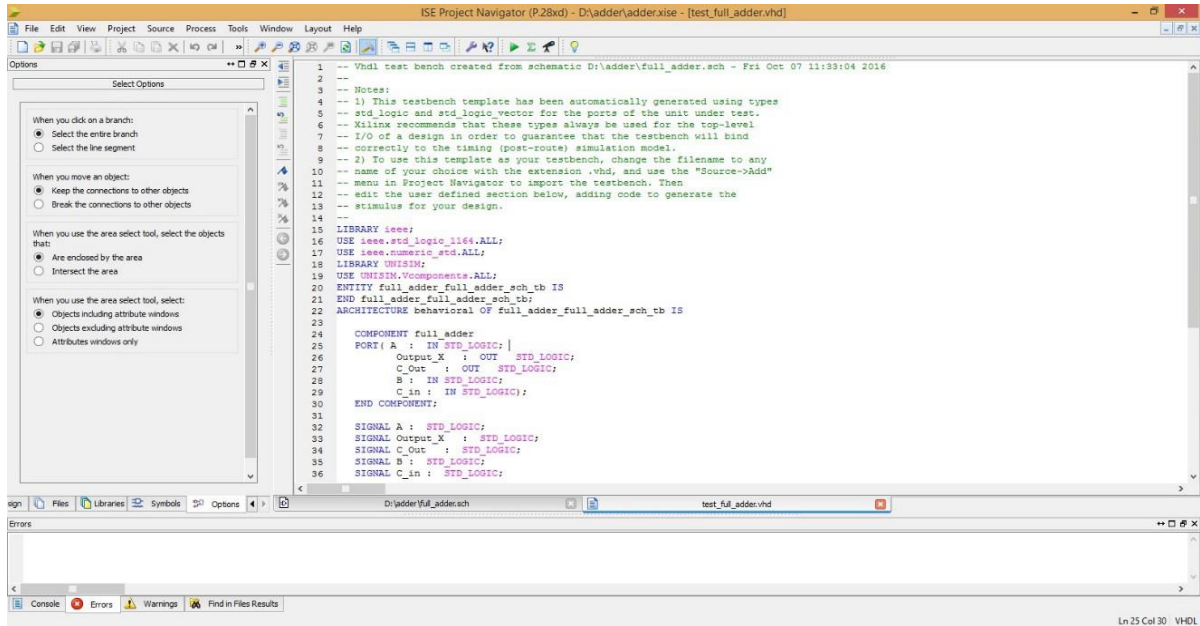 ISE Project Navigator (P.28xd) - D:\adder\adder.xise - [test_full_adder.vhd]
File Edit View Project Source Process Tools Window Layout Help
Options
Select Options
When you click on a branch:
Select the entire branch
Select the line segment
When you move an object:
Keep the connections to other objects
Break the connections to other objects
When you use the area select tool, select the objects
that:
Are enclosed by the area
Intersect the area
When you use the area select tool, select:
Objects including attribute windows
Objects excluding attribute windows
Attributes windows only
1 -- Vhdl test bench created from schematic D:\adder\full_adder.sch - Fri Oct 07 11:33:04 2016
2 --
3 -- Notes:
4 -- 1) This testbench template has been automatically generated using types
5 -- std_logic and std_logic_vector for the ports of the unit under test.
6 -- Xilinx recommends that these types always be used for the top-level
7 -- I/O of a design in order to guarantee that the testbench will bind
8 -- correctly to the timing (post-route) simulation model.
9 -- 2) To use this template as your testbench, change the filename to any
10 -- name of your choice with the extension .vhd, and use the "Source->Add"
11 -- menu in Project Navigator to import the testbench. Then
12 -- edit the user defined section below, adding code to generate the
13 -- stimulus for your design.
14 --
15 LIBRARY ieee;
16 USE ieee.std_logic_1164.ALL;
17 USE ieee.numeric_std.ALL;
18 LIBRARY UNISIM;
19 USE UNISIM.Vcomponents.ALL;
20 ENTITY full_adder_full_adder_sch_tb IS
21 END full_adder_full_adder_sch_tb;
22 ARCHITECTURE behavioral OF full_adder_full_adder_sch_tb IS
23
24 COMPONENT full_adder
25 PORT( A : IN STD_LOGIC;
26 Output_X : OUT STD_LOGIC;
27 C_Out : OUT STD_LOGIC;
28 B : IN STD_LOGIC;
29 C_in : IN STD_LOGIC);
30 END COMPONENT;
31
32 SIGNAL A : STD_LOGIC;
33 SIGNAL Output_X : STD_LOGIC;
34 SIGNAL C_Out : STD_LOGIC;
35 SIGNAL B : STD_LOGIC;
36 SIGNAL C_in : STD_LOGIC;
sign Files Libraries Symbols Options
D:\adder\full_adder.sch test_full_adder.vhd
Errors
Console Errors Warnings Find in Files Results
Ln 25 Col 30 VHDL